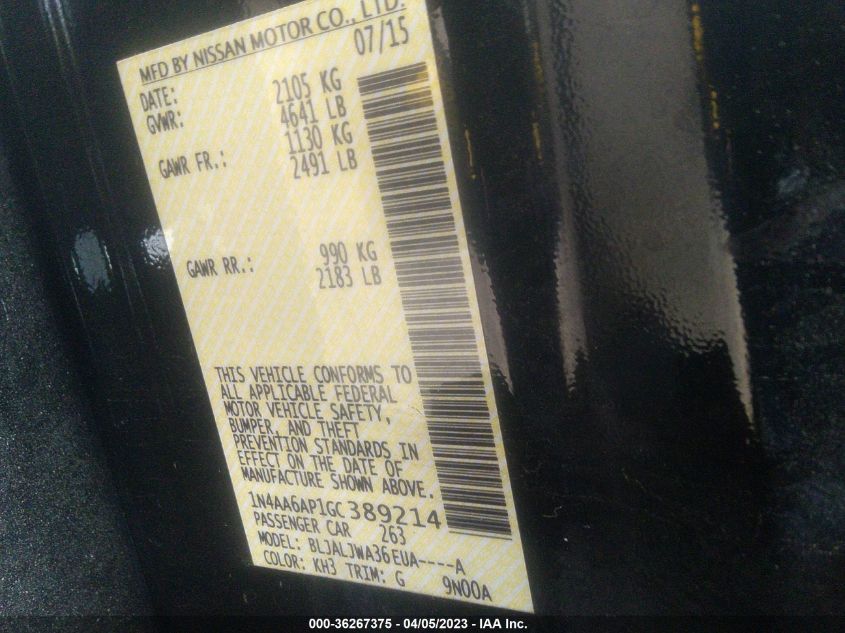 MFD BY NISSAN MOTOR CO., LTD.
DATE: 07/15
GVWR: 2105 KG
4641 LB
GAWR FR.: 1130 KG
2491 LB
GAWR RR.: 990 KG
2183 LB
THIS VEHICLE CONFORMS TO
ALL APPLICABLE FEDERAL
MOTOR VEHICLE SAFETY,
BUMPER, AND THEFT
PREVENTION STANDARDS IN
EFFECT ON THE DATE OF
MANUFACTURE SHOWN ABOVE.
1N4AA6AP1GC389214
PASSENGER CAR 263
MODEL: BLJALJWA36EUA----A
COLOR: KH3 TRIM: G 9N00A
000-36267375 - 04/05/2023 - IAA Inc.